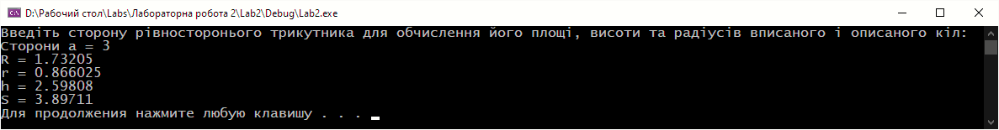 D:\Рабочий стол\Labs\Лабораторна робота 2\Lab2\Debug\Lab2.exe
Введіть сторону рівностороннього трикутника для обчислення його площі, висоти та радіусів вписаного і описаного кіл:
Сторони a = 3
R = 1.73205
r = 0.866025
h = 2.59808
S = 3.89711
Для продолжения нажмите любую клавишу . . .